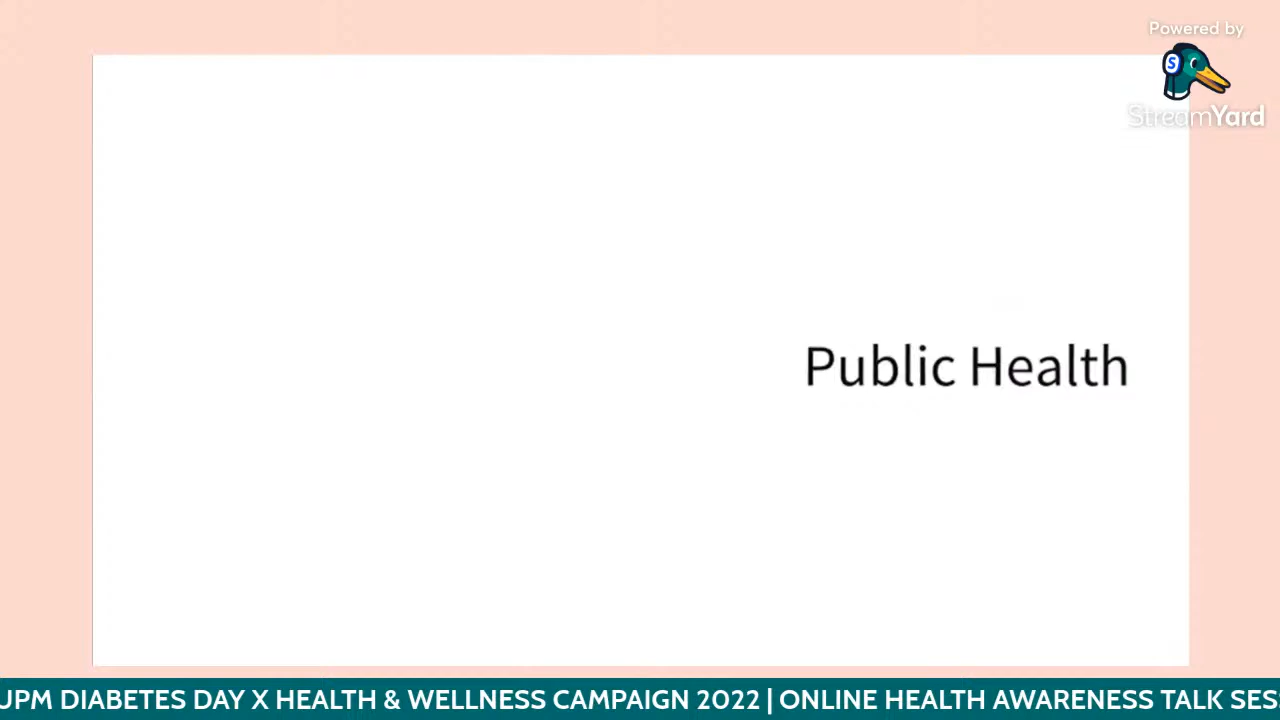 Powered by
S
StreamYard
Public Health
UPM DIABETES DAY X HEALTH & WELLNESS CAMPAIGN 2022 | ONLINE HEALTH AWARENESS TALK SES